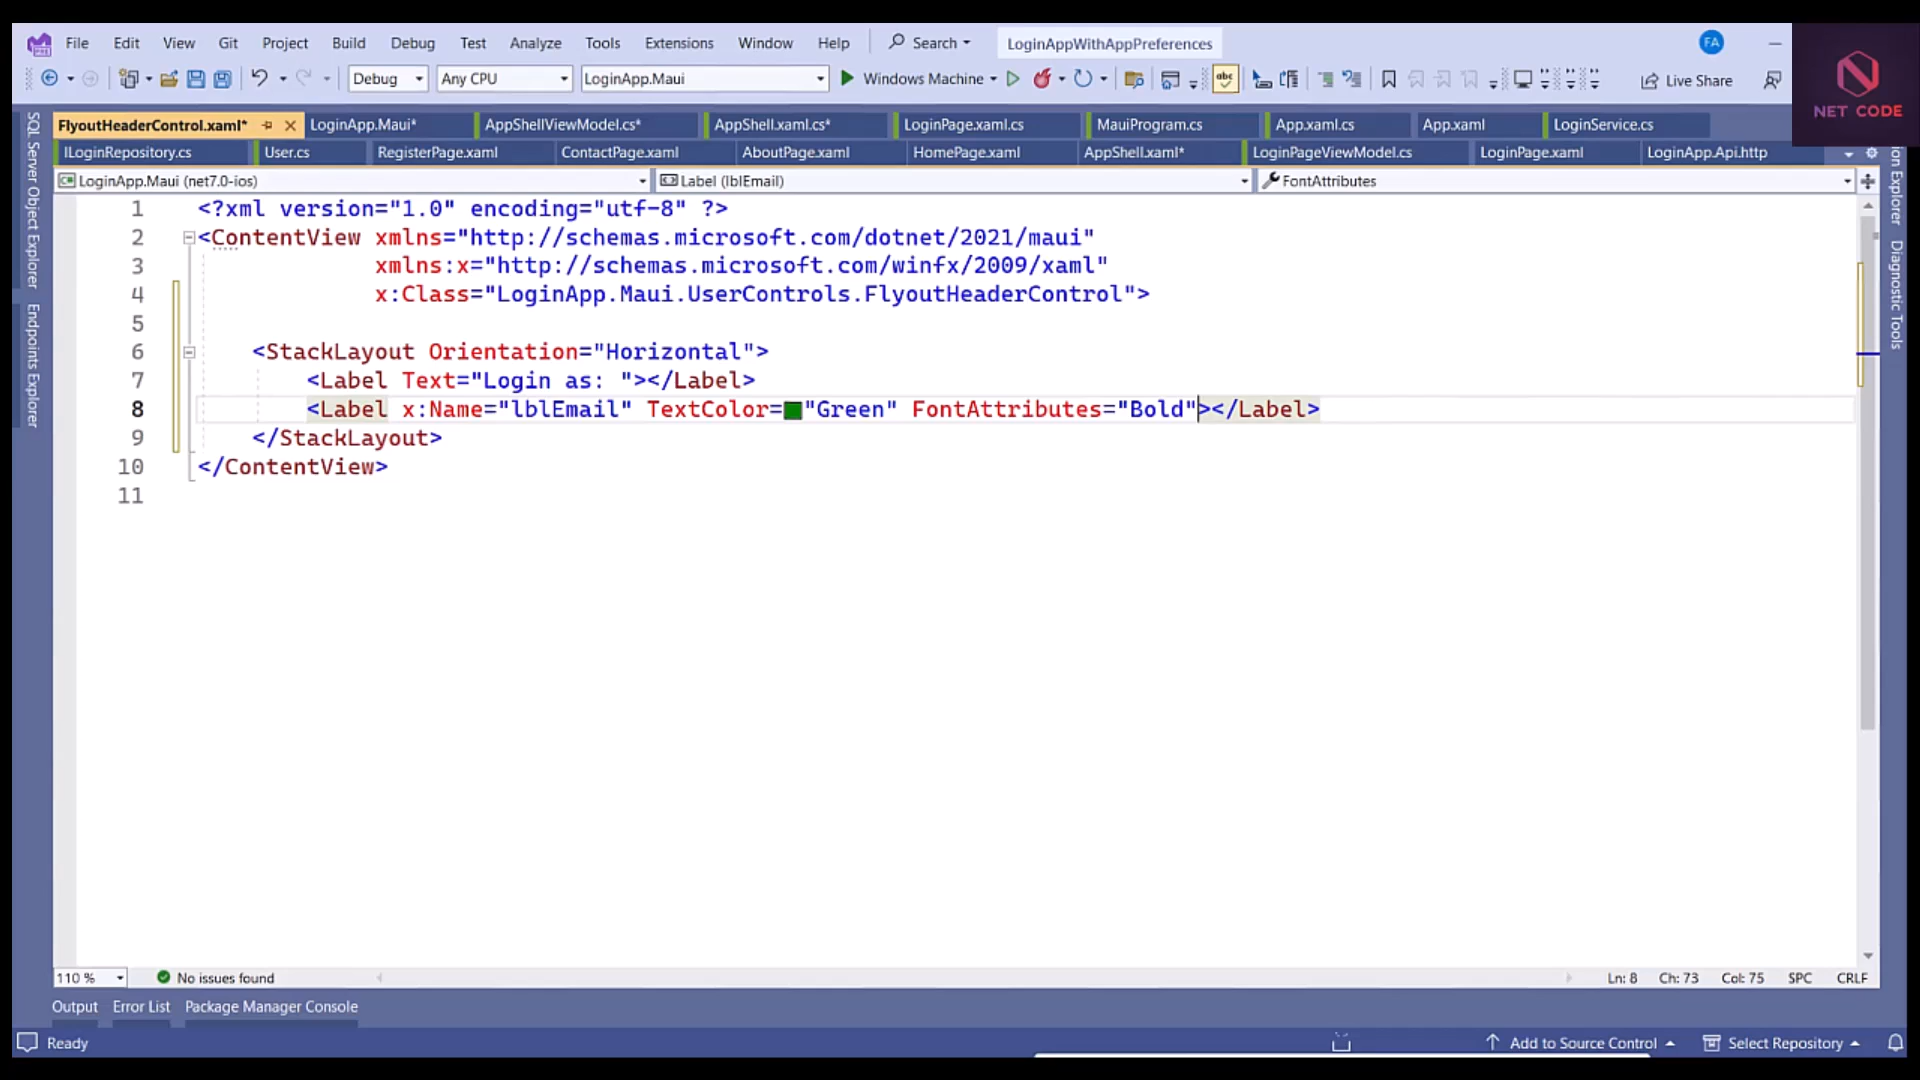 File Edit View Git Project Build Debug Test Analyze Tools Extensions Window Help Search LoginAppWithAppPreferences FA
Debug Any CPU LoginApp.Maui Windows Machine abc Live Share
NET CODE
FlyoutHeaderControl.xaml* LoginApp.Maui* AppShellViewModel.cs* AppShell.xaml.cs* LoginPage.xaml.cs MauiProgram.cs App.xaml.cs App.xaml LoginService.cs
ILoginRepository.cs User.cs RegisterPage.xaml ContactPage.xaml AboutPage.xaml HomePage.xaml AppShell.xaml* LoginPageViewModel.cs LoginPage.xaml LoginApp.Api.http
LoginApp.Maui (net7.0-ios) Label (lblEmail) FontAttributes
SQL Server Object Explorer
Endpoints Explorer
1 <?xml version="1.0" encoding="utf-8" ?>
2 <ContentView xmlns="http://schemas.microsoft.com/dotnet/2021/maui"
3 xmlns:x="http://schemas.microsoft.com/winfx/2009/xaml"
4 x:Class="LoginApp.Maui.UserControls.FlyoutHeaderControl">
5
6 <StackLayout Orientation="Horizontal">
7 <Label Text="Login as: "></Label>
8 <Label x:Name="lblEmail" TextColor="Green" FontAttributes="Bold"></Label>
9 </StackLayout>
10 </ContentView>
11
Explorer
Diagnostic Tools
110 % No issues found Ln: 8 Ch: 73 Col: 75 SPC CRLF
Output Error List Package Manager Console
Ready Add to Source Control Select Repository